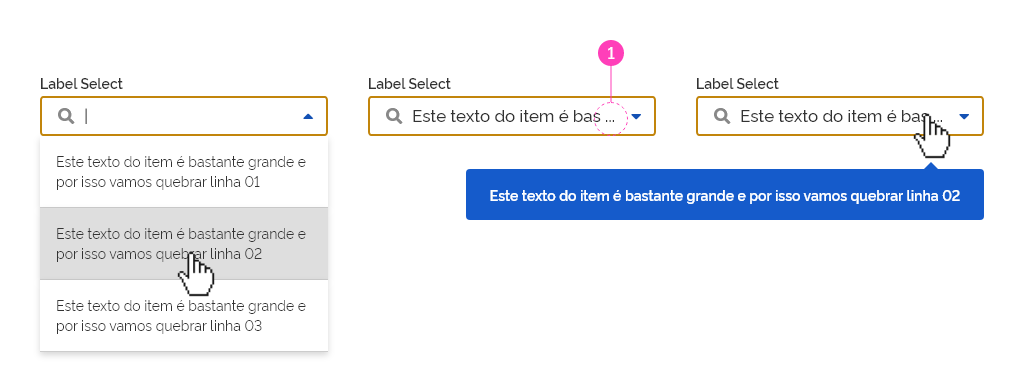 1
Label Select
Label Select
Label Select
Este texto do item é bas ...
Este texto do item é bas ...
Este texto do item é bastante grande e
por isso vamos quebrar linha 01
Este texto do item é bastante grande e por isso vamos quebrar linha 02
Este texto do item é bastante grande e
por isso vamos quebrar linha 02
Este texto do item é bastante grande e
por isso vamos quebrar linha 03